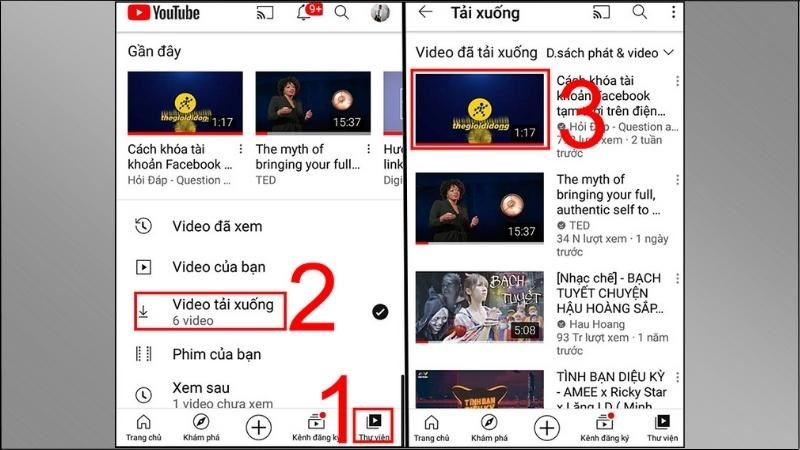 YouTube
9+
Gần đây
thegioididong
1:17
15:37
Cách khóa tài
khoản Facebook ...
Hỏi Đáp - Question ...
The myth of
bringing your full...
TED
Hướ
link
Digi
Video đã xem
Video của bạn
Video tải xuống
6 video
2
Phim của bạn
Xem sau
1 video chưa xem
1
Trang chủ
Khám phá
Kênh đăng ký
Thư viện
Tải xuống
Video đã tải xuống
D.sách phát & video
thegioididong
1:17
3
Cách khóa tài
khoản Facebook
tạm thời trên điện...
Hỏi Đáp - Question a...
lượt xem · 2 tuần
trước
15:37
The myth of
bringing your full,
authentic self to ...
TED
34 N lượt xem · 1 ngày
trước
BẠCH
TUYẾT
5:08
[Nhạc chế] - BẠCH
TUYẾT CHUYỆN
HẬU HOÀNG SẮP...
Hau Hoang
93 Tr lượt xem · 1 năm
trước
TÌNH BẠN
TÌNH BẠN DIỆU KỲ
- AMEE x Ricky Star
x Lăng LD ( Minh
Trang chủ
Khám phá
Kênh đăng ký
Thư viện